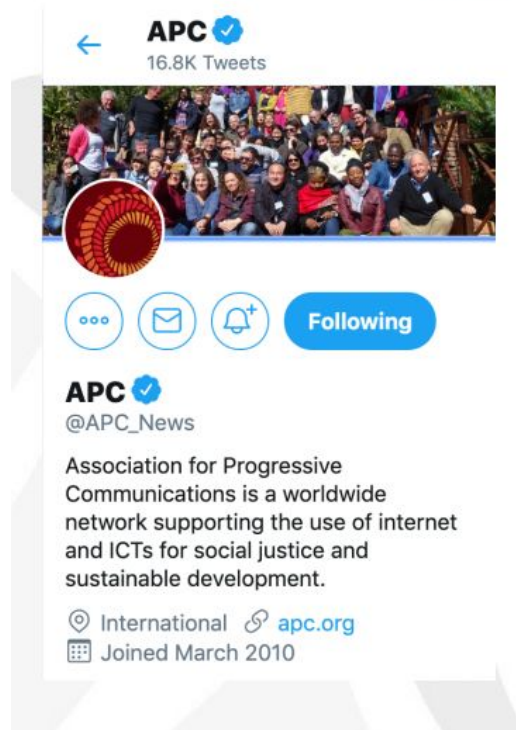 APC
16.8K Tweets
Following
APC
@APC_News
Association for Progressive
Communications is a worldwide
network supporting the use of internet
and ICTs for social justice and
sustainable development.
International apc.org
Joined March 2010